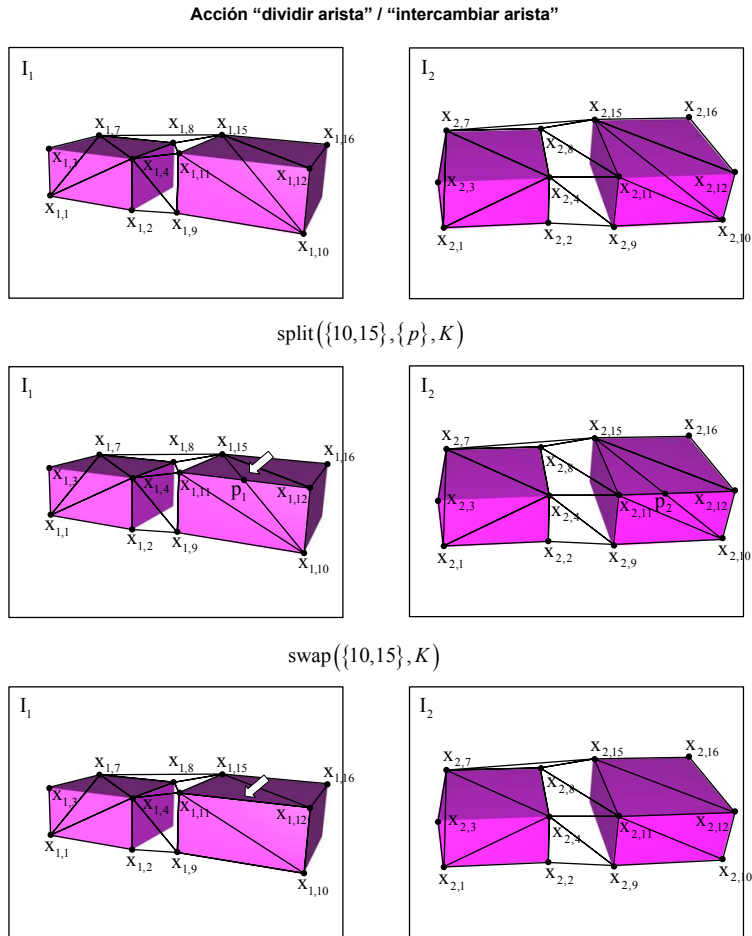 Acción “dividir arista” / “intercambiar arista”
I₁
x₁,₇
x₁,₈
x₁,₁₅
x₁,₁₆
x₁,₃
x₁,₄
x₁,₁₁
x₁,₁₂
x₁,₁
x₁,₂
x₁,₉
x₁,₁₀
I₂
x₂,₇
x₂,₈
x₂,₁₅
x₂,₁₆
x₂,₃
x₂,₄
x₂,₁₁
x₂,₁₂
x₂,₁
x₂,₂
x₂,₉
x₂,₁₀
split({10,15},{p},K)
I₁
x₁,₇
x₁,₈
x₁,₁₅
x₁,₁₆
x₁,₃
x₁,₄
x₁,₁₁
p₁
x₁,₁₂
x₁,₁
x₁,₂
x₁,₉
x₁,₁₀
I₂
x₂,₇
x₂,₈
x₂,₁₅
x₂,₁₆
x₂,₃
x₂,₄
x₂,₁₁
p₂
x₂,₁₂
x₂,₁
x₂,₂
x₂,₉
x₂,₁₀
swap({10,15},K)
I₁
x₁,₇
x₁,₈
x₁,₁₅
x₁,₁₆
x₁,₃
x₁,₄
x₁,₁₁
x₁,₁₂
x₁,₁
x₁,₂
x₁,₉
x₁,₁₀
I₂
x₂,₇
x₂,₈
x₂,₁₅
x₂,₁₆
x₂,₃
x₂,₄
x₂,₁₁
x₂,₁₂
x₂,₁
x₂,₂
x₂,₉
x₂,₁₀